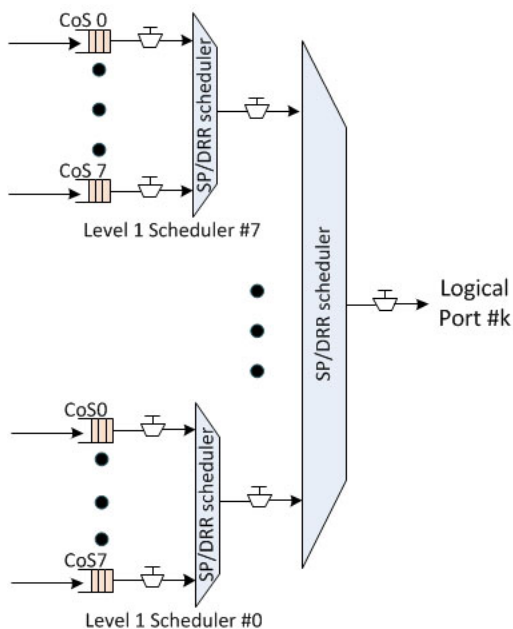 CoS 0
SP/DRR scheduler
CoS 7
Level 1 Scheduler #7
SP/DRR scheduler
Logical
Port #k
CoS0
SP/DRR scheduler
CoS7
Level 1 Scheduler #0